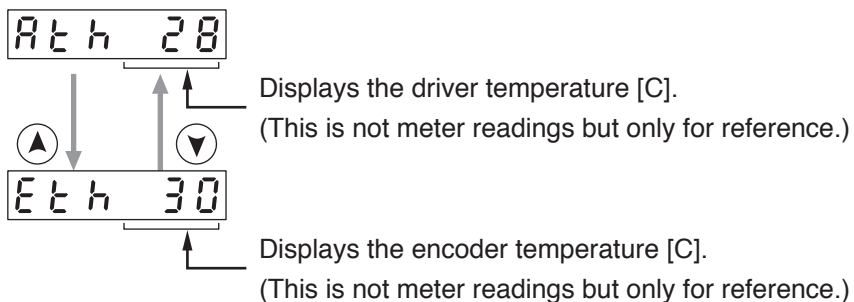 Ath 28
Displays the driver temperature [C].
(This is not meter readings but only for reference.)
Eth 30
Displays the encoder temperature [C].
(This is not meter readings but only for reference.)